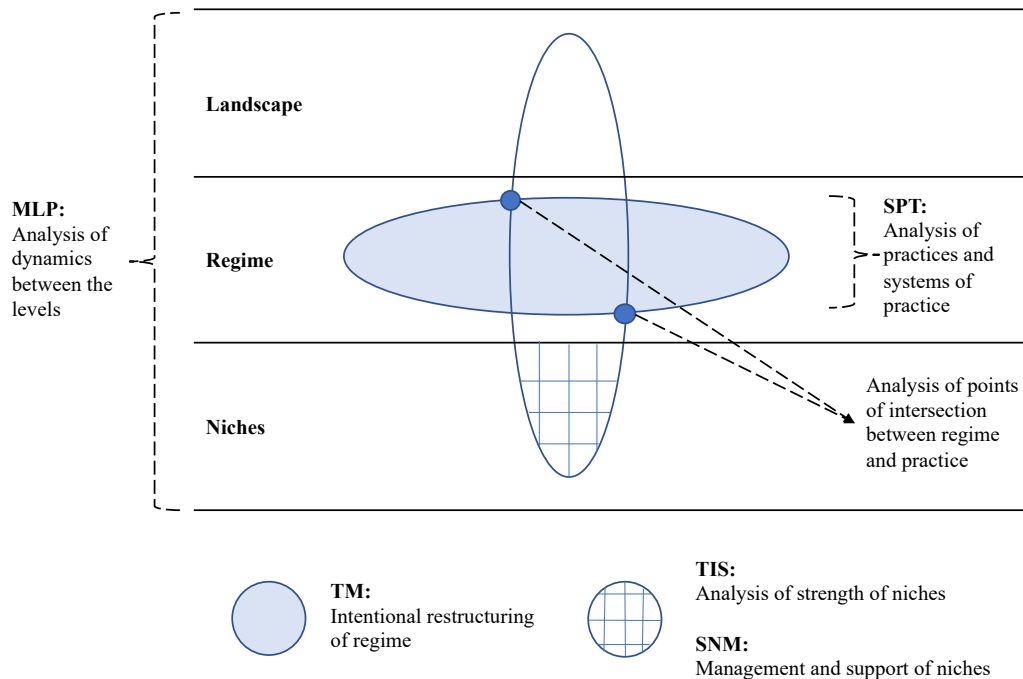 Landscape
MLP:
Analysis of
dynamics
between the
levels
Regime
SPT:
Analysis of
practices and
systems of
practice
Niches
Analysis of points
of intersection
between regime
and practice
TM:
Intentional restructuring
of regime
TIS:
Analysis of strength of niches
SNM:
Management and support of niches